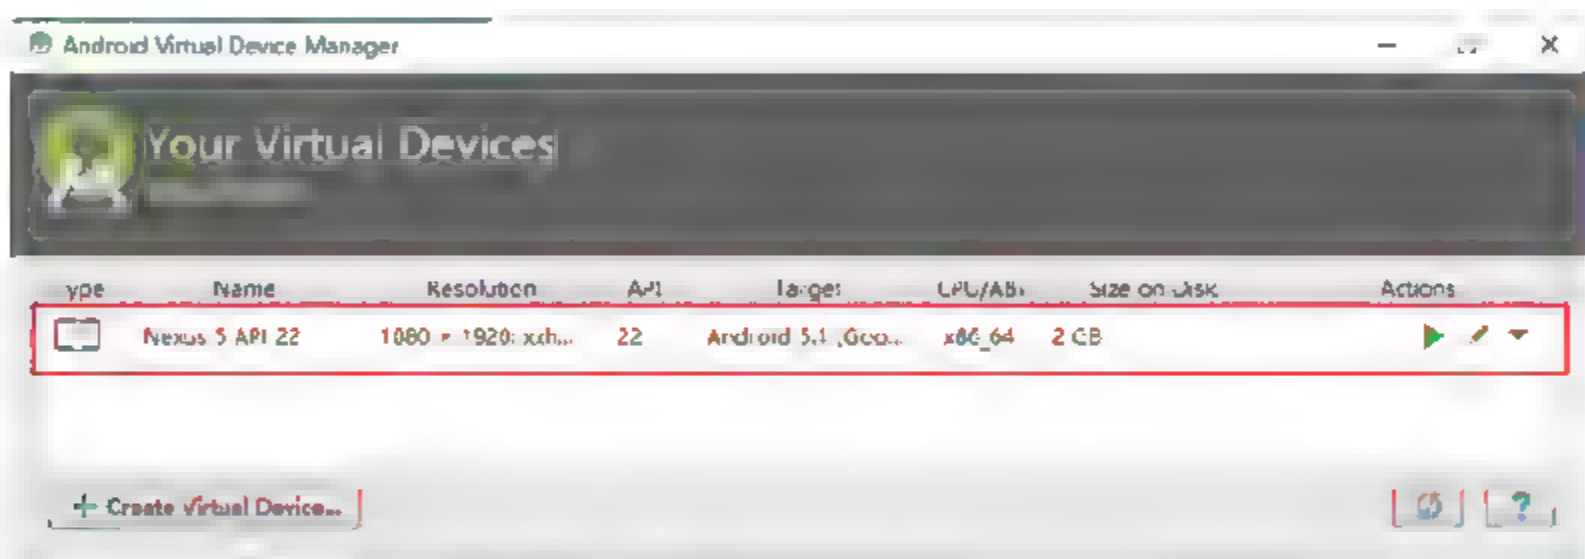 Android Virtual Device Manager
Your Virtual Devices
Type Name Resolution API Target CPU/ABI Size on Disk Actions
Nexus 5 API 22 1080 × 1920: xxh... 22 Android 5.1 (Goo... x86_64 2 GB
+ Create Virtual Device... ?